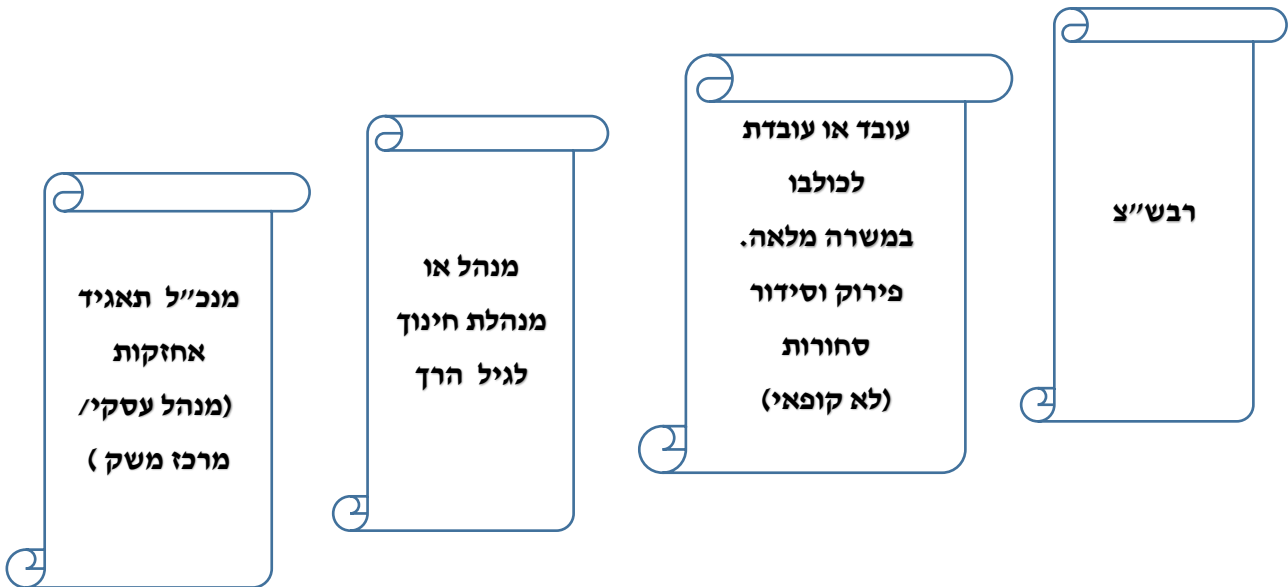 רבש״צ
עובד או עובדת
לכולבו
במשרה מלאה.
פירוק וסידור
סחורות
(לא קופאי)
מנהל או
מנהלת חינוך
לגיל הרך
מנכ״ל תאגיד
אחזקות
(מנהל עסקי/
מרכז משק )